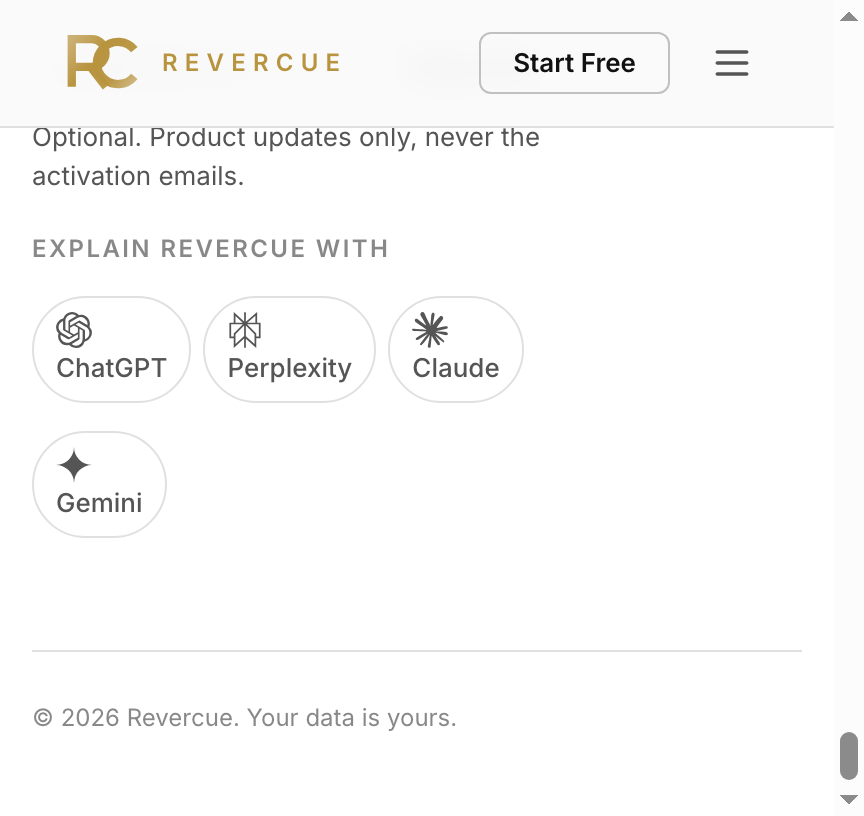 RC REVERCUE
Start Free
Optional. Product updates only, never the
activation emails.
EXPLAIN REVERCUE WITH
ChatGPT
Perplexity
Claude
Gemini
© 2026 Revercue. Your data is yours.